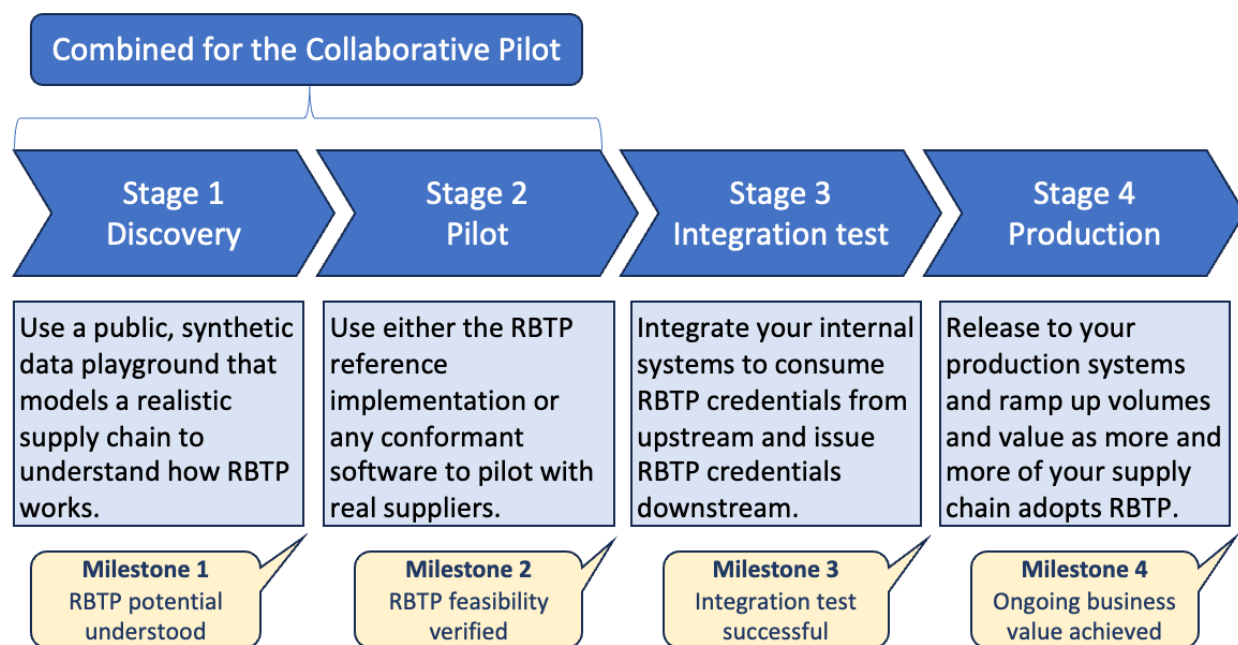 Combined for the Collaborative Pilot
Stage 1
Discovery
Stage 2
Pilot
Stage 3
Integration test
Stage 4
Production
Use a public, synthetic
data playground that
models a realistic
supply chain to
understand how RBTP
works.
Use either the RBTP
reference
implementation or
any conformant
software to pilot with
real suppliers.
Integrate your internal
systems to consume
RBTP credentials from
upstream and issue
RBTP credentials
downstream.
Release to your
production systems
and ramp up volumes
and value as more and
more of your supply
chain adopts RBTP.
Milestone 1
RBTP potential
understood
Milestone 2
RBTP feasibility
verified
Milestone 3
Integration test
successful
Milestone 4
Ongoing business
value achieved